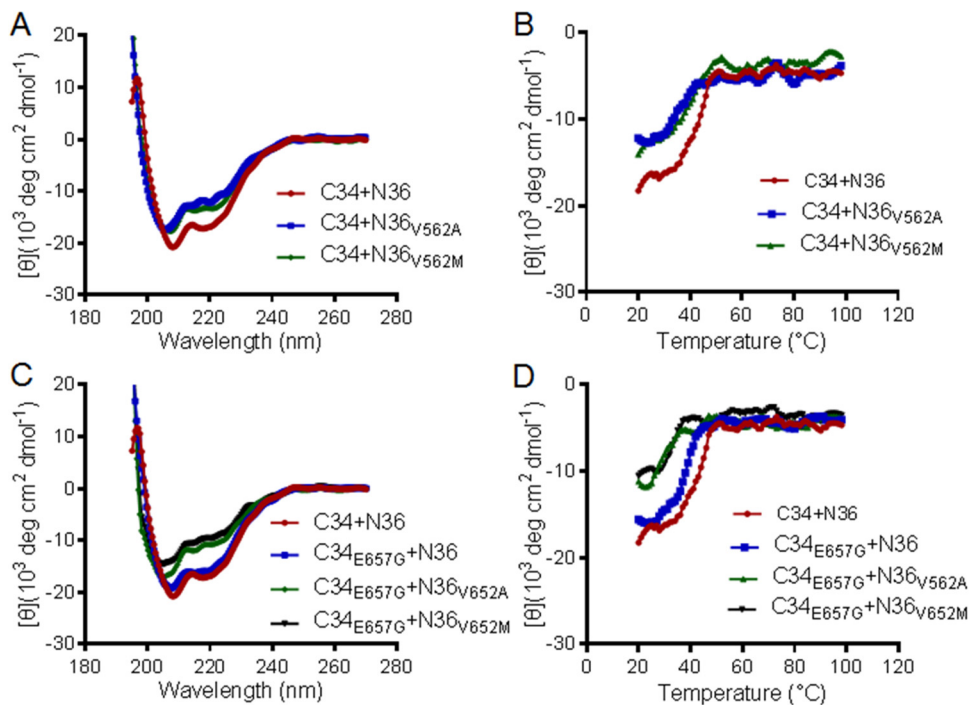 A
[θ](10³ deg cm² dmol⁻¹)
20
10
0
-10
-20
-30
180 200 220 240 260 280
Wavelength (nm)
C34+N36
C34+N36V562A
C34+N36V562M
B
[θ](10³ deg cm² dmol⁻¹)
0
-10
-20
-30
0 20 40 60 80 100 120
Temperature (°C)
C34+N36
C34+N36V562A
C34+N36V562M
C
[θ](10³ deg cm² dmol⁻¹)
20
10
0
-10
-20
-30
180 200 220 240 260 280
Wavelength (nm)
C34+N36
C34E657G+N36
C34E657G+N36V652A
C34E657G+N36V652M
D
[θ](10³ deg cm² dmol⁻¹)
0
-10
-20
-30
0 20 40 60 80 100 120
Temperature (°C)
C34+N36
C34E657G+N36
C34E657G+N36V562A
C34E657G+N36V652M